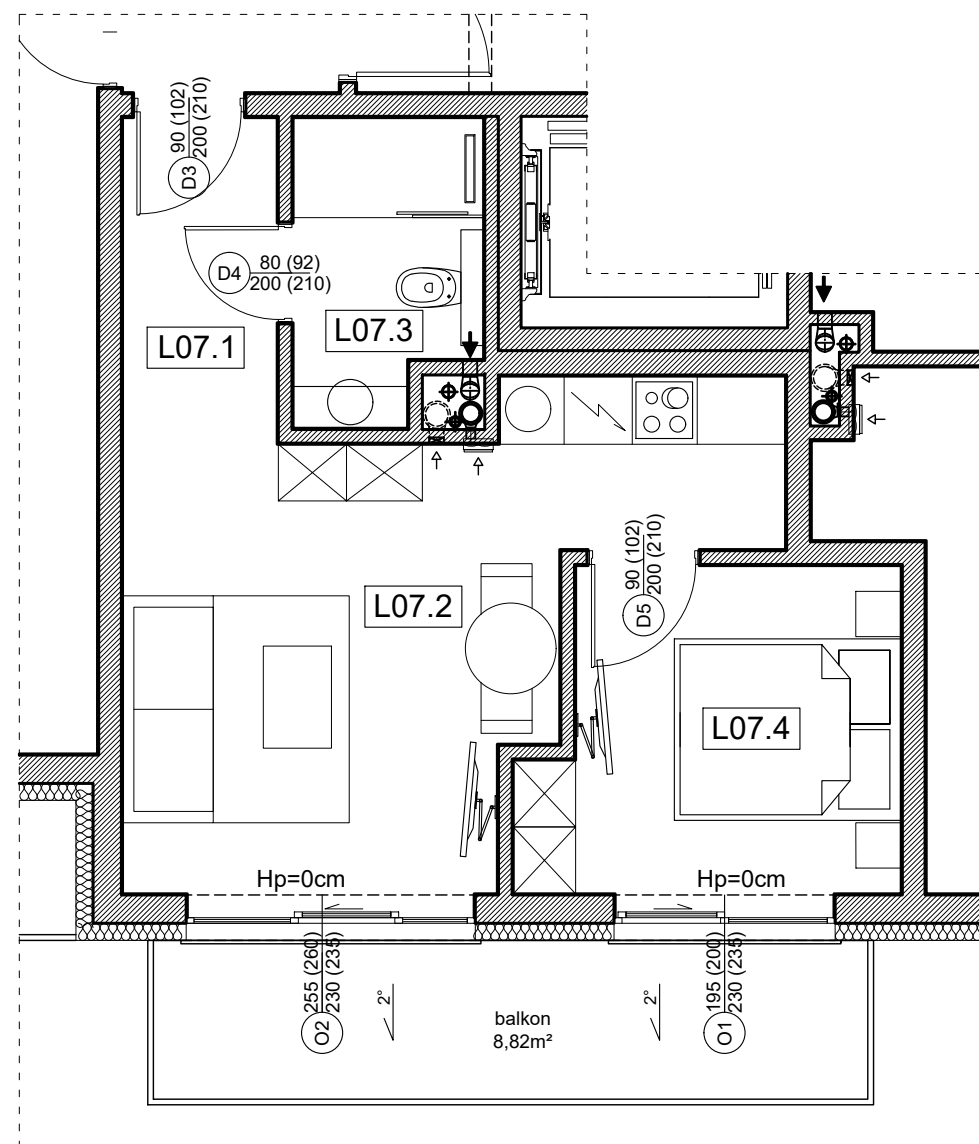 90 (102)
200 (210)
D3
D4
80 (92)
200 (210)
L07.3
L07.1
90 (102)
200 (210)
D5
L07.2
L07.4
Hp=0cm
Hp=0cm
255 (260)
230 (235)
O2
2°
balkon
8,82m²
2°
195 (200)
230 (235)
O1